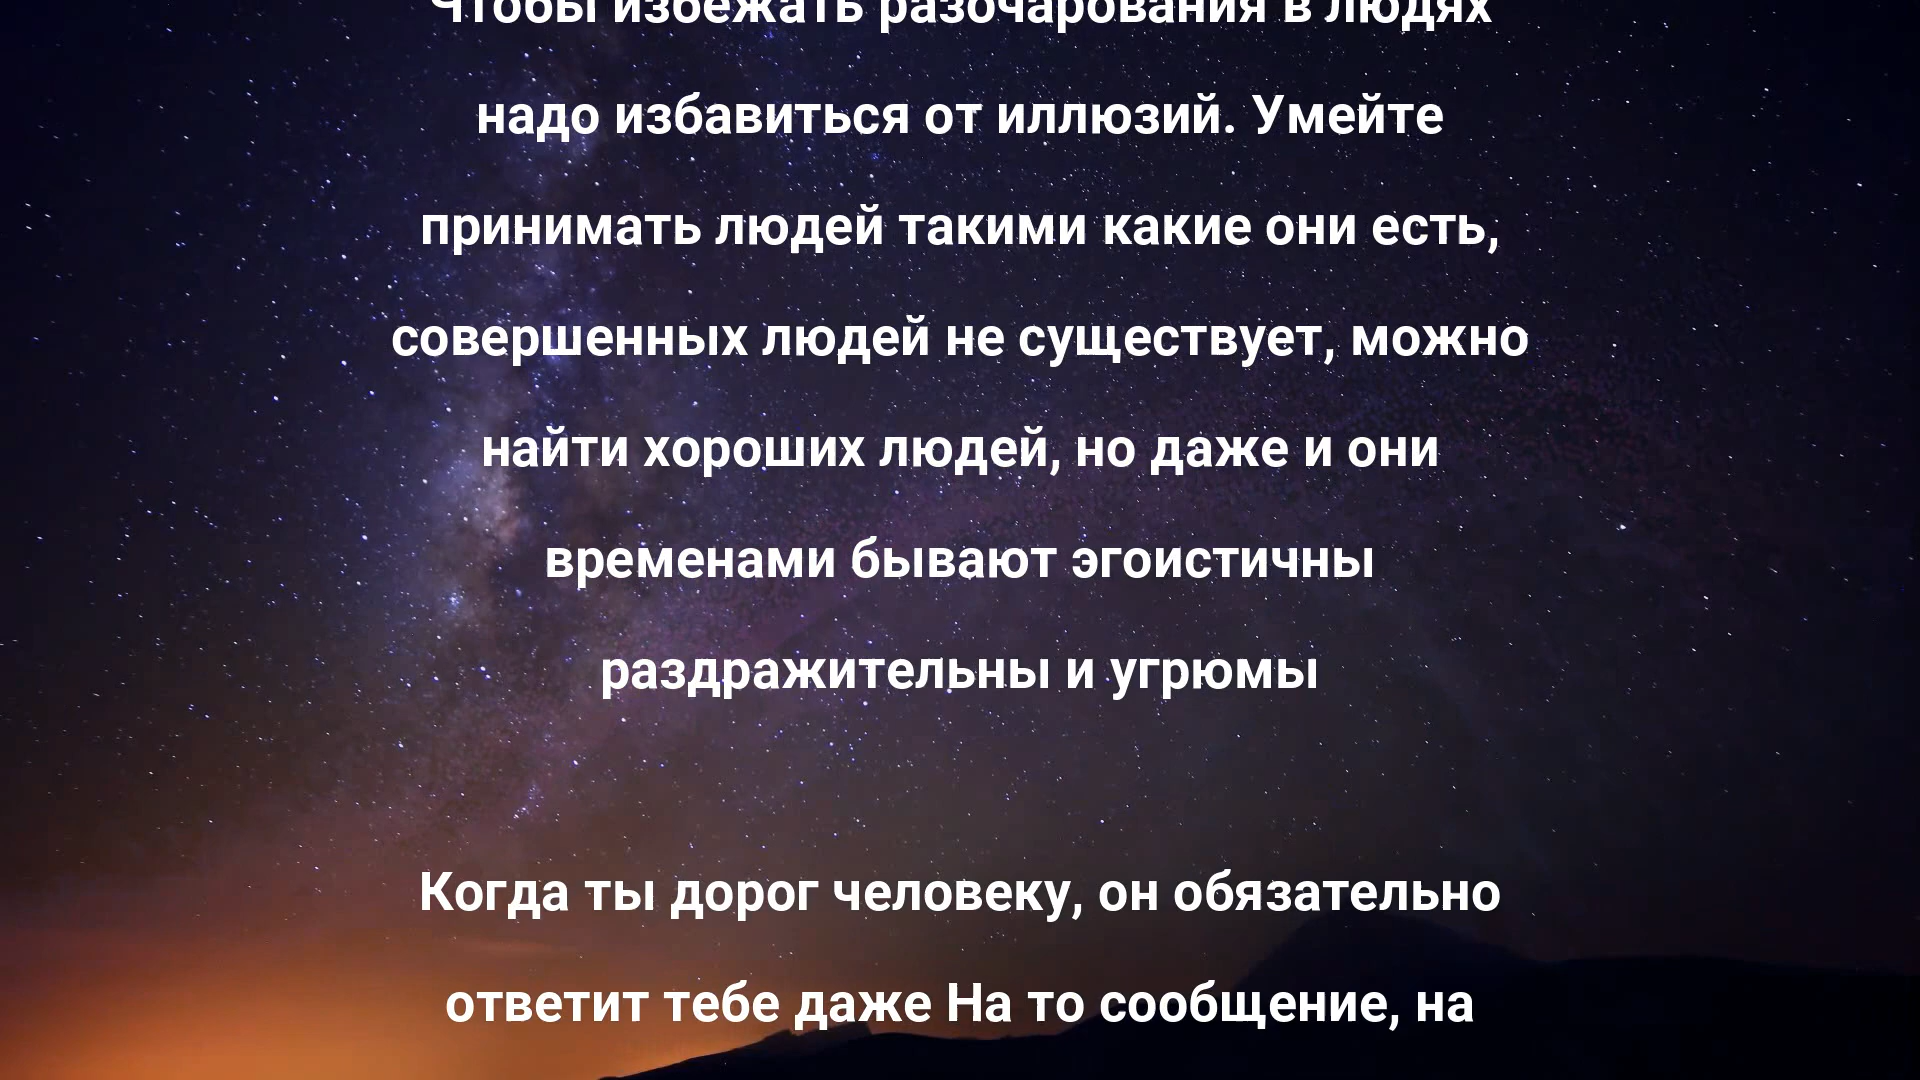 Чтобы избежать разочарования в людях
надо избавиться от иллюзий. Умейте
принимать людей такими какие они есть,
совершенных людей не существует, можно
найти хороших людей, но даже и они
временами бывают эгоистичны
раздражительны и угрюмы
Когда ты дорог человеку, он обязательно
ответит тебе даже На то сообщение, на